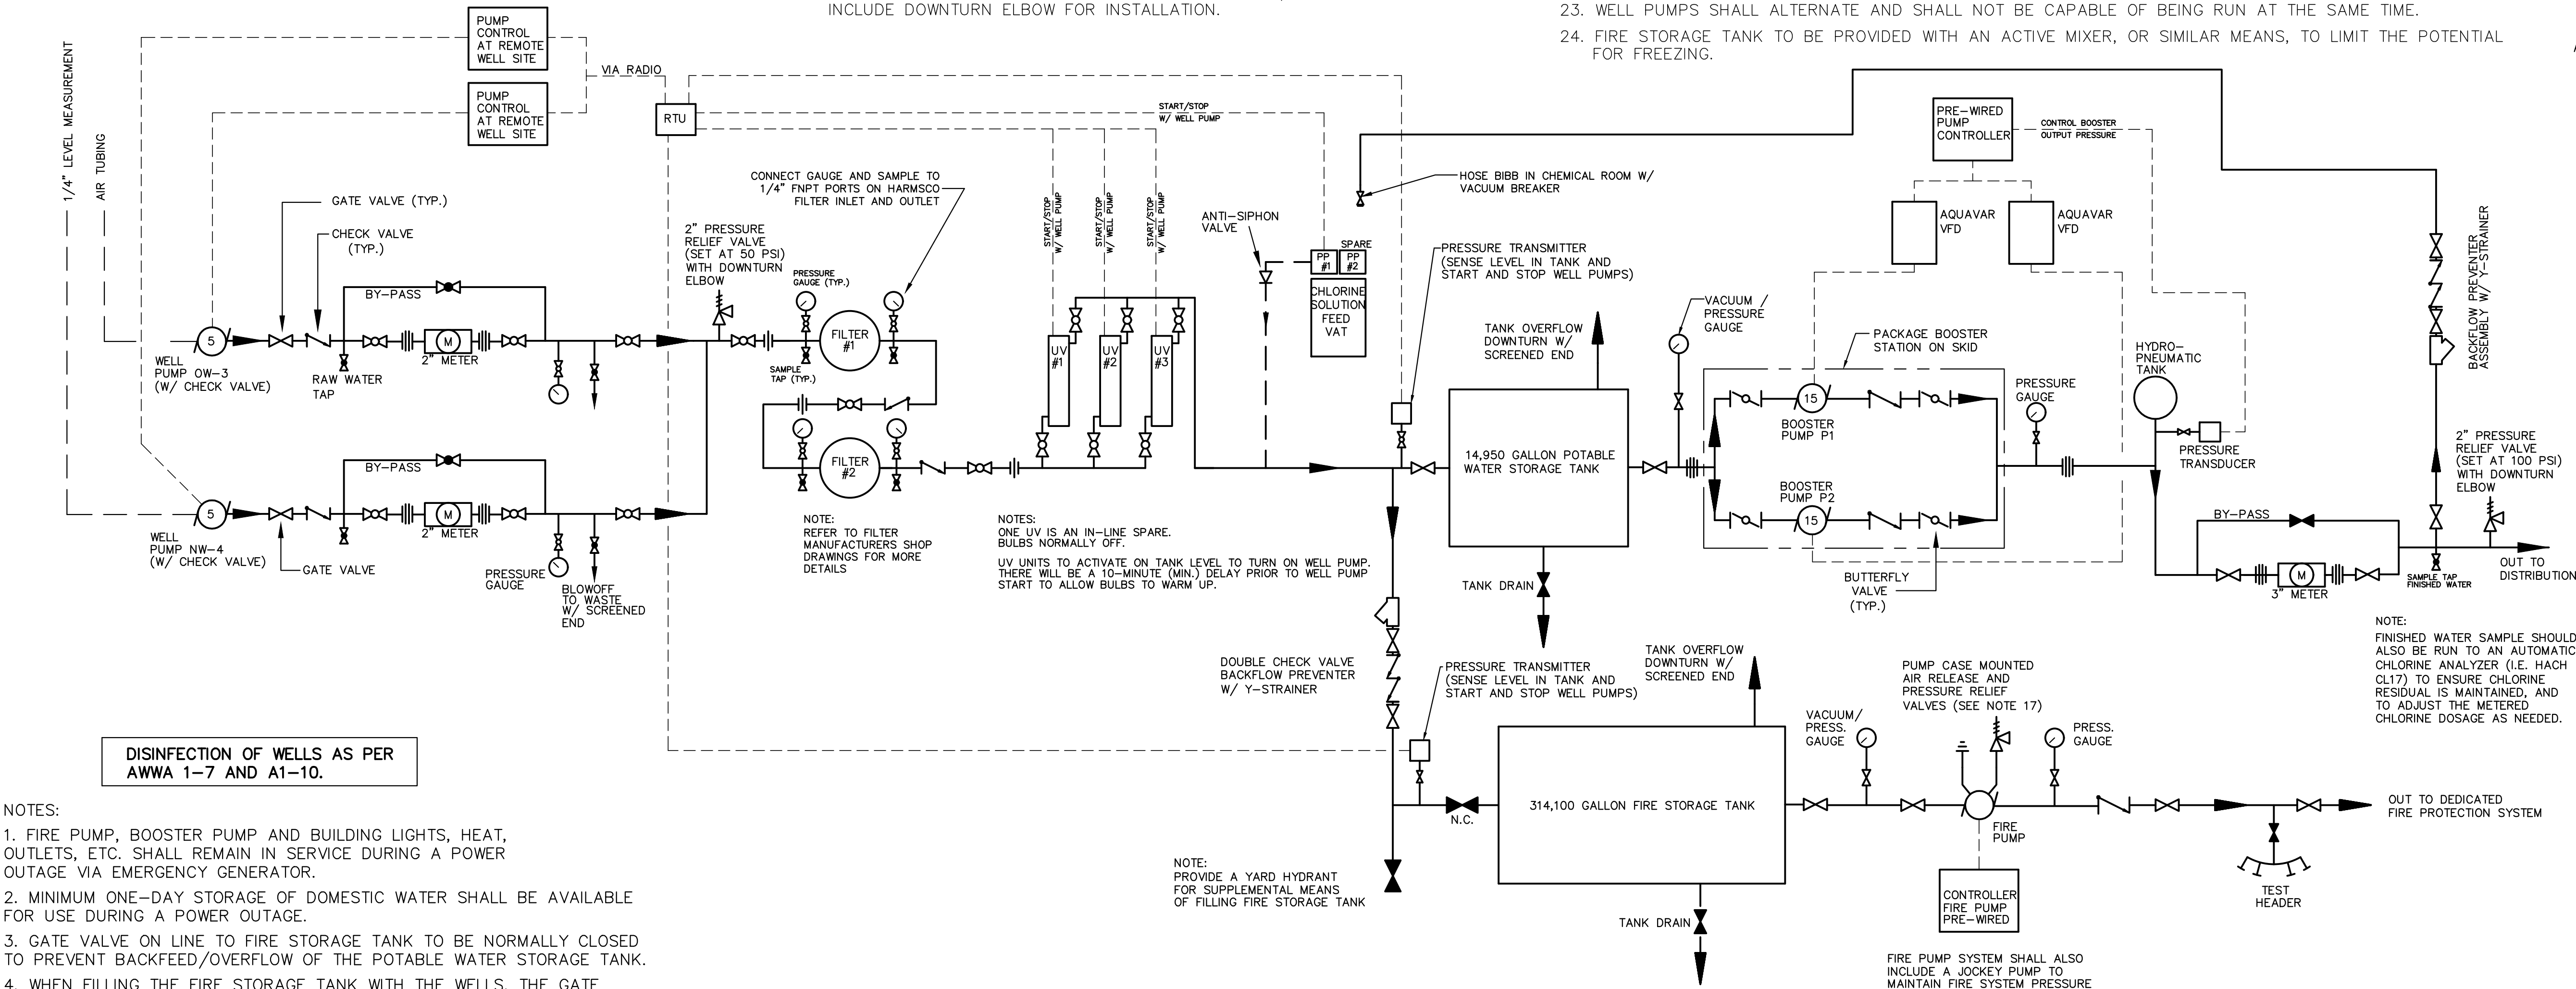 INCLUDE DOWNTURN ELBOW FOR INSTALLATION.
23. WELL PUMPS SHALL ALTERNATE AND SHALL NOT BE CAPABLE OF BEING RUN AT THE SAME TIME.
24. FIRE STORAGE TANK TO BE PROVIDED WITH AN ACTIVE MIXER, OR SIMILAR MEANS, TO LIMIT THE POTENTIAL
FOR FREEZING.
1/4" LEVEL MEASUREMENT
AIR TUBING
PUMP
CONTROL
AT REMOTE
WELL SITE
PUMP
CONTROL
AT REMOTE
WELL SITE
VIA RADIO
RTU
START/STOP
W/ WELL PUMP
GATE VALVE (TYP.)
CHECK VALVE
(TYP.)
BY-PASS
5
M
2" METER
WELL
PUMP OW-3
(W/ CHECK VALVE)
RAW WATER
TAP
BY-PASS
5
M
2" METER
WELL
PUMP NW-4
(W/ CHECK VALVE)
GATE VALVE
PRESSURE
GAUGE
BLOWOFF
TO WASTE
W/ SCREENED
END
2" PRESSURE
RELIEF VALVE
(SET AT 50 PSI)
WITH DOWNTURN
ELBOW
CONNECT GAUGE AND SAMPLE TO
1/4" FNPT PORTS ON HARMSCO
FILTER INLET AND OUTLET
PRESSURE
GAUGE (TYP.)
FILTER
#1
SAMPLE
TAP (TYP.)
FILTER
#2
NOTE:
REFER TO FILTER
MANUFACTURERS SHOP
DRAWINGS FOR MORE
DETAILS
START/STOP
W/ WELL PUMP
START/STOP
W/ WELL PUMP
START/STOP
W/ WELL PUMP
UV
#1
UV
#2
UV
#3
NOTES:
ONE UV IS AN IN-LINE SPARE.
BULBS NORMALLY OFF.
UV UNITS TO ACTIVATE ON TANK LEVEL TO TURN ON WELL PUMP.
THERE WILL BE A 10-MINUTE (MIN.) DELAY PRIOR TO WELL PUMP
START TO ALLOW BULBS TO WARM UP.
ANTI-SIPHON
VALVE
SPARE
PP
#1
PP
#2
CHLORINE
SOLUTION
FEED
VAT
HOSE BIBB IN CHEMICAL ROOM W/
VACUUM BREAKER
PRESSURE TRANSMITTER
(SENSE LEVEL IN TANK AND
START AND STOP WELL PUMPS)
TANK OVERFLOW
DOWNTURN W/
SCREENED END
14,950 GALLON POTABLE
WATER STORAGE TANK
TANK DRAIN
VACUUM /
PRESSURE
GAUGE
PRE-WIRED
PUMP
CONTROLLER
CONTROL BOOSTER
OUTPUT PRESSURE
AQUAVAR
VFD
AQUAVAR
VFD
PACKAGE BOOSTER
STATION ON SKID
15
BOOSTER
PUMP P1
BOOSTER
PUMP P2
15
BUTTERFLY
VALVE
(TYP.)
PRESSURE
GAUGE
HYDRO-
PNEUMATIC
TANK
PRESSURE
TRANSDUCER
BACKFLOW PREVENTER
ASSEMBLY W/ Y-STRAINER
2" PRESSURE
RELIEF VALVE
(SET AT 100 PSI)
WITH DOWNTURN
ELBOW
BY-PASS
M
3" METER
SAMPLE TAP
FINISHED WATER
OUT TO
DISTRIBUTION
NOTE:
FINISHED WATER SAMPLE SHOULD
ALSO BE RUN TO AN AUTOMATIC
CHLORINE ANALYZER (I.E. HACH
CL17) TO ENSURE CHLORINE
RESIDUAL IS MAINTAINED, AND
TO ADJUST THE METERED
CHLORINE DOSAGE AS NEEDED.
DOUBLE CHECK VALVE
BACKFLOW PREVENTER
W/ Y-STRAINER
PRESSURE TRANSMITTER
(SENSE LEVEL IN TANK AND
START AND STOP WELL PUMPS)
TANK OVERFLOW
DOWNTURN W/
SCREENED END
N.C.
314,100 GALLON FIRE STORAGE TANK
NOTE:
PROVIDE A YARD HYDRANT
FOR SUPPLEMENTAL MEANS
OF FILLING FIRE STORAGE TANK
TANK DRAIN
VACUUM/
PRESS.
GAUGE
PUMP CASE MOUNTED
AIR RELEASE AND
PRESSURE RELIEF
VALVES (SEE NOTE 17)
PRESS.
GAUGE
FIRE
PUMP
CONTROLLER
FIRE PUMP
PRE-WIRED
FIRE PUMP SYSTEM SHALL ALSO
INCLUDE A JOCKEY PUMP TO
MAINTAIN FIRE SYSTEM PRESSURE
TEST
HEADER
OUT TO DEDICATED
FIRE PROTECTION SYSTEM
DISINFECTION OF WELLS AS PER
AWWA 1-7 AND A1-10.
NOTES:
1. FIRE PUMP, BOOSTER PUMP AND BUILDING LIGHTS, HEAT,
OUTLETS, ETC. SHALL REMAIN IN SERVICE DURING A POWER
OUTAGE VIA EMERGENCY GENERATOR.
2. MINIMUM ONE-DAY STORAGE OF DOMESTIC WATER SHALL BE AVAILABLE
FOR USE DURING A POWER OUTAGE.
3. GATE VALVE ON LINE TO FIRE STORAGE TANK TO BE NORMALLY CLOSED
TO PREVENT BACKFEED/OVERFLOW OF THE POTABLE WATER STORAGE TANK.
4. WHEN FILLING THE FIRE STORAGE TANK WITH THE WELLS, THE GATE